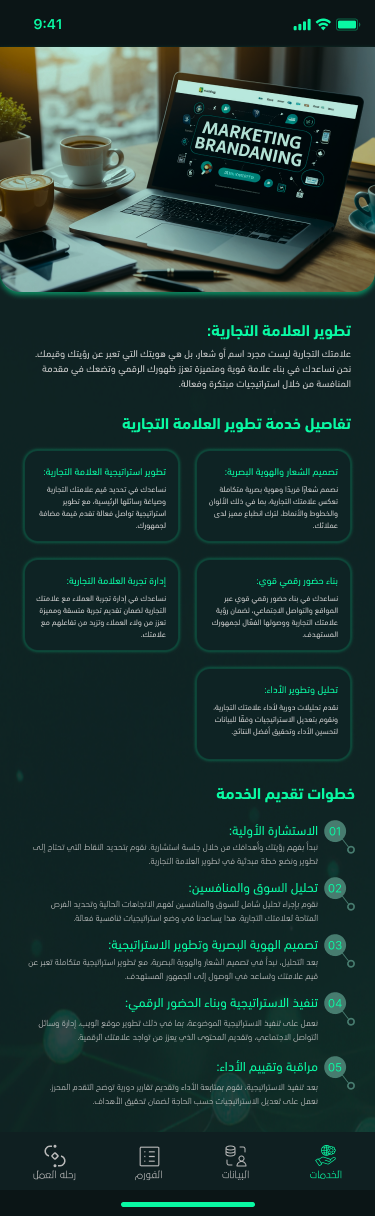 9:41
MARKETING
BRANDANING
تطوير العلامة التجارية:
علامتك التجارية ليست مجرد اسم أو شعار، بل هي هويتك التي تعبر عن رؤيتك وقيمك.
نحن نساعدك في بناء علامة قوية ومتميزة تعزز ظهورك الرقمي وتضعك في مقدمة
المنافسة من خلال استراتيجيات مبتكرة وفعالة.
تفاصيل خدمة تطوير العلامة التجارية
تصميم الشعار والهوية البصرية:
نصمم شعارًا فريدًا وهوية بصرية متكاملة
تعكس علامتك التجارية، بما في ذلك الألوان
والخطوط والأنماط، لترك انطباع مميز لدى
عملائك.
تطوير استراتيجية العلامة التجارية:
نساعدك في تحديد قيم علامتك التجارية
وصياغة رسائلها الرئيسية، مع تطوير
استراتيجية تواصل فعالة تقدم قيمة مضافة
لجمهورك.
بناء حضور رقمي قوي:
نساعدك في بناء حضور رقمي قوي عبر
المواقع والتواصل الاجتماعي، لضمان رؤية
علامتك التجارية ووصولها الفعّال لجمهورك
المستهدف.
إدارة تجربة العلامة التجارية:
نساعدك في إدارة تجربة العملاء مع علامتك
التجارية لضمان تقديم تجربة متسقة ومميزة
تعزز من ولاء العملاء وتزيد من تفاعلهم مع
علامتك.
تحليل وتطوير الأداء:
نقدم تحليلات دورية لأداء علامتك التجارية،
ونقوم بتعديل الاستراتيجيات وفقًا للبيانات
لتحسين الأداء وتحقيق أفضل النتائج.
خطوات تقديم الخدمة
01 الاستشارة الأولية:
نبدأ بفهم رؤيتك وأهدافك من خلال جلسة استشارية. نقوم بتحديد النقاط التي تحتاج إلى
تطوير ونضع خطة مبدئية في تطوير العلامة التجارية.
02 تحليل السوق والمنافسين:
نقوم بإجراء تحليل شامل للسوق والمنافسين لفهم الاتجاهات الحالية وتحديد الفرص
المتاحة لعلامتك التجارية. هذا يساعدنا في وضع استراتيجيات تنافسية فعالة.
03 تصميم الهوية البصرية وتطوير الاستراتيجية:
بعد التحليل، نبدأ في تصميم الشعار والهوية البصرية، مع تطوير استراتيجية متكاملة تعبر عن
قيم علامتك وتساعد في الوصول إلى الجمهور المستهدف.
04 تنفيذ الاستراتيجية وبناء الحضور الرقمي:
نعمل على تنفيذ الاستراتيجية الموضوعة، بما في ذلك تطوير موقع الويب، إدارة وسائل
التواصل الاجتماعي، وتقديم المحتوى الذي يعزز من تواجد علامتك الرقمية.
05 مراقبة وتقييم الأداء:
بعد تنفيذ الاستراتيجية، نقوم بمتابعة الأداء وتقديم تقارير دورية توضح التقدم المحرز.
نعمل على تعديل الاستراتيجيات حسب الحاجة لضمان تحقيق الأهداف.
الخدمات
البيانات
الفورم
رحله العمل